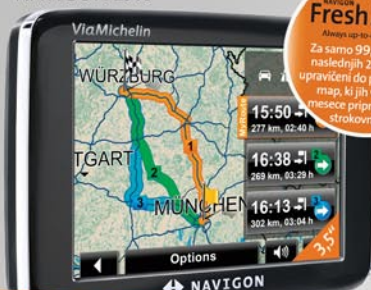 ViaMichelin
NAVIGON
Fresh
Always up-to-
Za samo 99,
naslednjih 2
upravičeni do p
map, ki jih
mesece pripr
strokovn
WÜRZBURG
TGART
MÜNCHEN
1
2
3
MyRoute
15:50
277 km, 02:40 h
16:38
269 km, 03:29 h
2
16:13
302 km, 03:04 h
3
3,5"
Options
NAVIGON